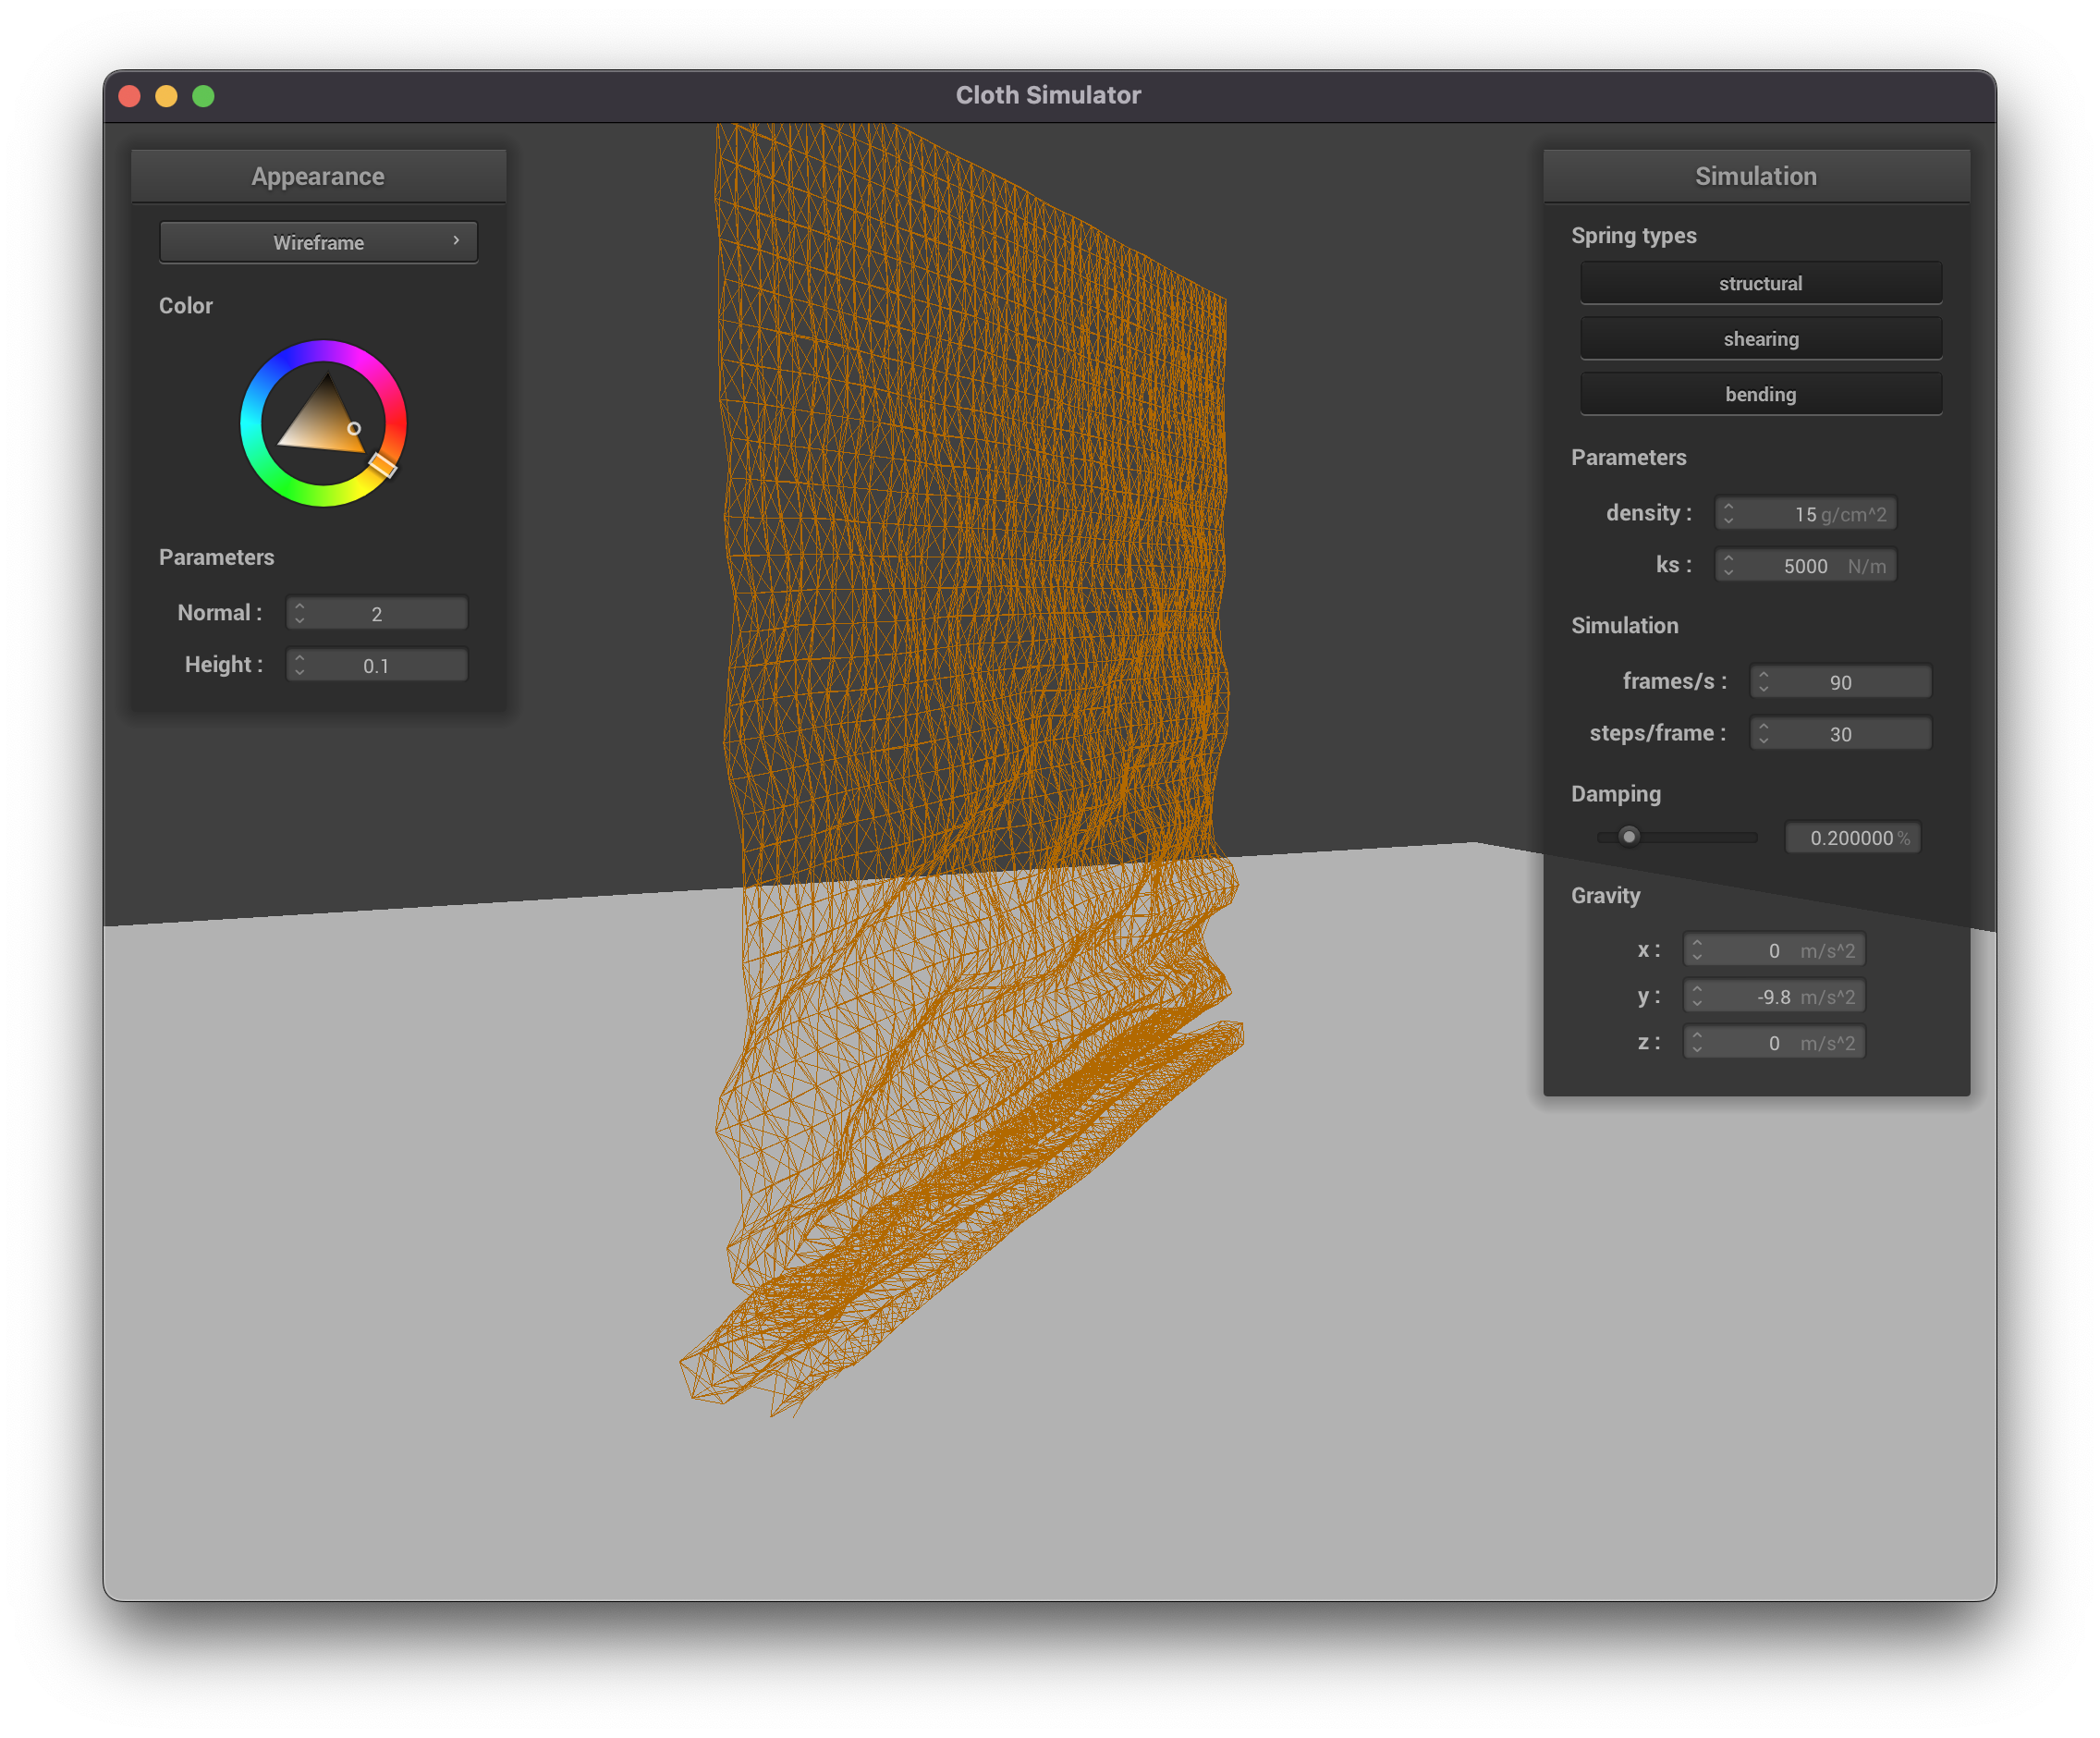 Cloth Simulator
Appearance
Wireframe
Color
Parameters
Normal : 2
Height : 0.1
Simulation
Spring types
structural
shearing
bending
Parameters
density : 15 g/cm^2
ks : 5000 N/m
Simulation
frames/s : 90
steps/frame : 30
Damping
0.200000 %
Gravity
x : 0 m/s^2
y : -9.8 m/s^2
z : 0 m/s^2